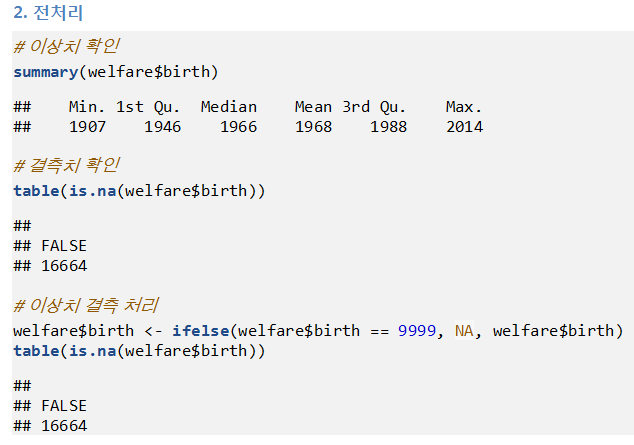 2. 전처리
# 이상치 확인
summary(welfare$birth)
## Min. 1st Qu. Median Mean 3rd Qu. Max.
## 1907 1946 1966 1968 1988 2014
# 결측치 확인
table(is.na(welfare$birth))
##
## FALSE
## 16664
# 이상치 결측 처리
welfare$birth <- ifelse(welfare$birth == 9999, NA, welfare$birth)
table(is.na(welfare$birth))
##
## FALSE
## 16664